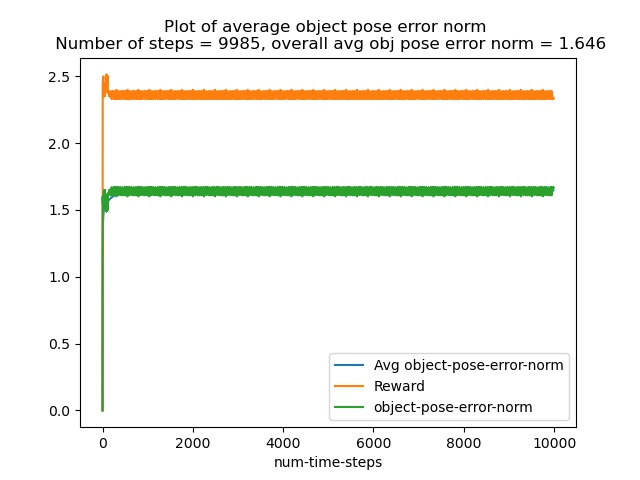 Plot of average object pose error norm
Number of steps = 9985, overall avg obj pose error norm = 1.646
2.5
2.0
1.5
1.0
0.5
0.0
Avg object-pose-error-norm
Reward
object-pose-error-norm
0 2000 4000 6000 8000 10000
num-time-steps